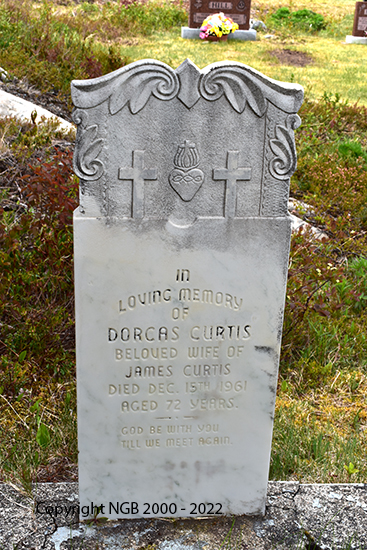 HILL
IN
LOVING MEMORY
OF
DORCAS CURTIS
BELOVED WIFE OF
JAMES CURTIS
DIED DEC. 15TH 1961
AGED 72 YEARS.
GOD BE WITH YOU
TILL WE MEET AGAIN.
Copyright NGB 2000 - 2022